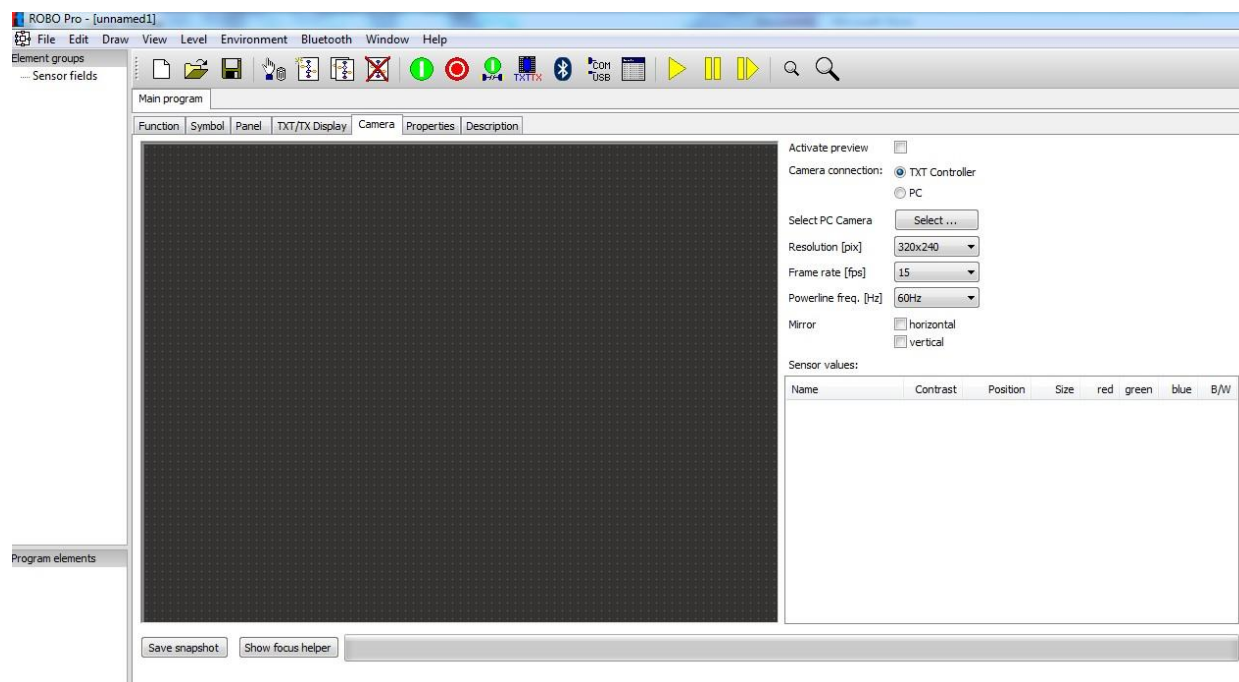 ROBO Pro - [unnamed1]
File Edit Draw View Level Environment Bluetooth Window Help
Element groups
Sensor fields
TXTTX
COM
USB
Main program
Function Symbol Panel TXT/TX Display Camera Properties Description
Activate preview
Camera connection: TXT Controller
PC
Select PC Camera Select ...
Resolution [pix] 320x240
Frame rate [fps] 15
Powerline freq. [Hz] 60Hz
Mirror horizontal
vertical
Sensor values:
Name Contrast Position Size red green blue B/W
Program elements
Save snapshot Show focus helper